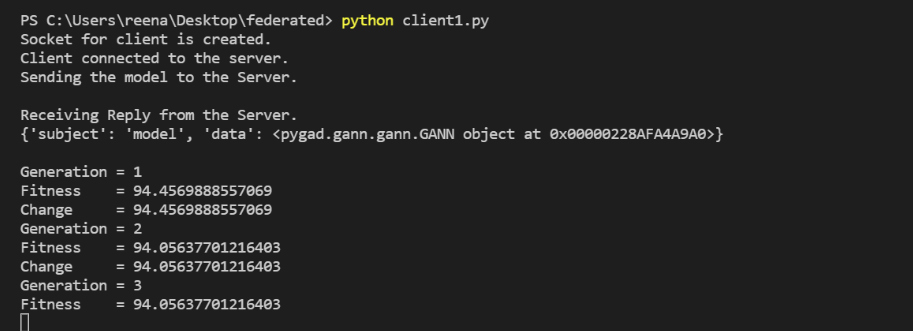 PS C:\Users\reena\Desktop\federated> python client1.py
Socket for client is created.
Client connected to the server.
Sending the model to the Server.
Receiving Reply from the Server.
{'subject': 'model', 'data': <pygad.gann.gann.GANN object at 0x00000228AFA4A9A0>}
Generation = 1
Fitness    = 94.4569888557069
Change     = 94.4569888557069
Generation = 2
Fitness    = 94.05637701216403
Change     = 94.05637701216403
Generation = 3
Fitness    = 94.05637701216403